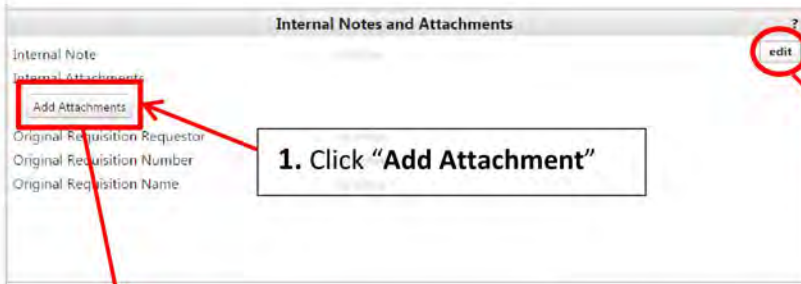 Internal Notes and Attachments ?
Internal Note
edit
Internal Attachments
Add Attachments
Original Requisition Requestor
1. Click "Add Attachment"
Original Requisition Number
Original Requisition Name